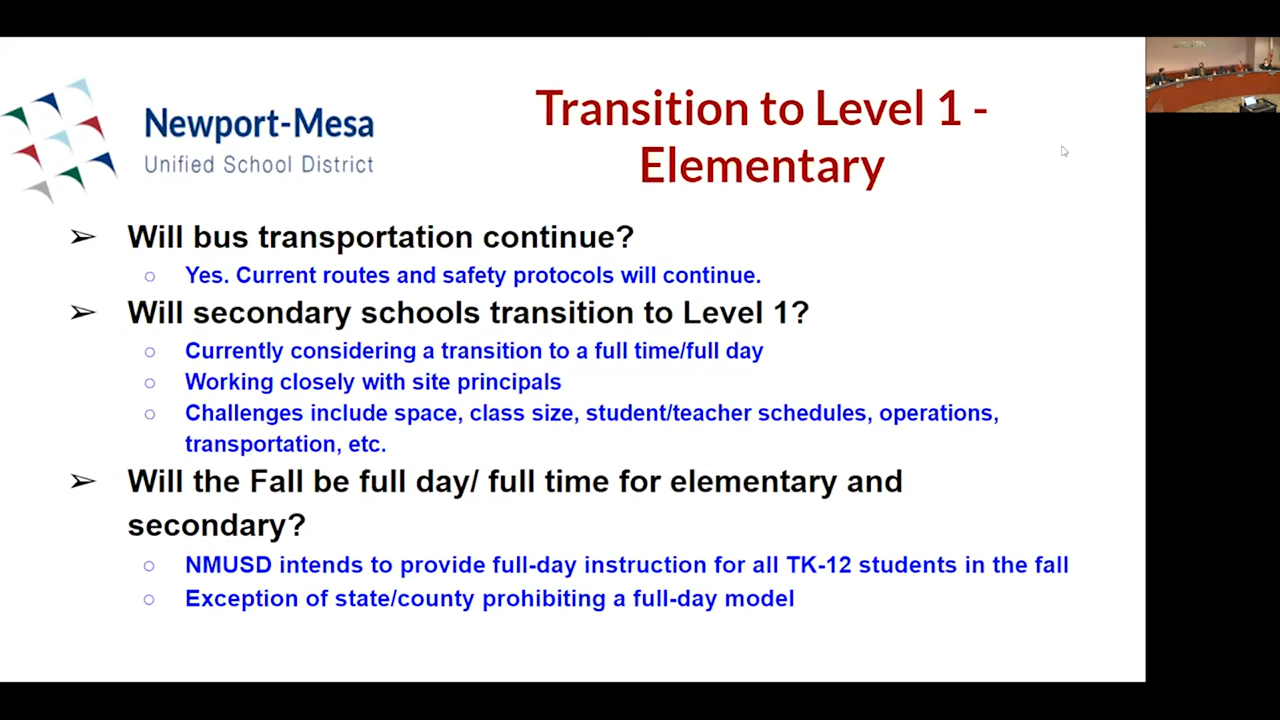 Newport-Mesa
Unified School District
Transition to Level 1 -
Elementary
➢ Will bus transportation continue?
○ Yes. Current routes and safety protocols will continue.
➢ Will secondary schools transition to Level 1?
○ Currently considering a transition to a full time/full day
○ Working closely with site principals
○ Challenges include space, class size, student/teacher schedules, operations,
transportation, etc.
➢ Will the Fall be full day/ full time for elementary and
secondary?
○ NMUSD intends to provide full-day instruction for all TK-12 students in the fall
○ Exception of state/county prohibiting a full-day model